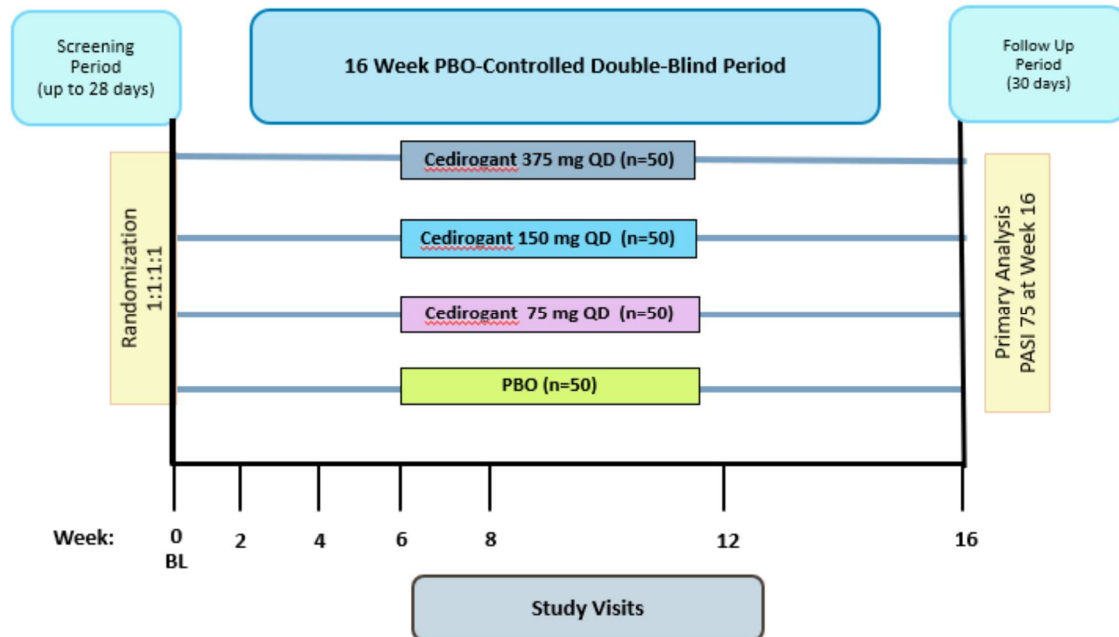 Screening
Period
(up to 28 days)
16 Week PBO-Controlled Double-Blind Period
Follow Up
Period
(30 days)
Randomization
1:1:1:1
Cedirogant 375 mg QD (n=50)
Cedirogant 150 mg QD (n=50)
Cedirogant 75 mg QD (n=50)
PBO (n=50)
Primary Analysis
PASI 75 at Week 16
Week: 0 2 4 6 8 12 16
BL
Study Visits